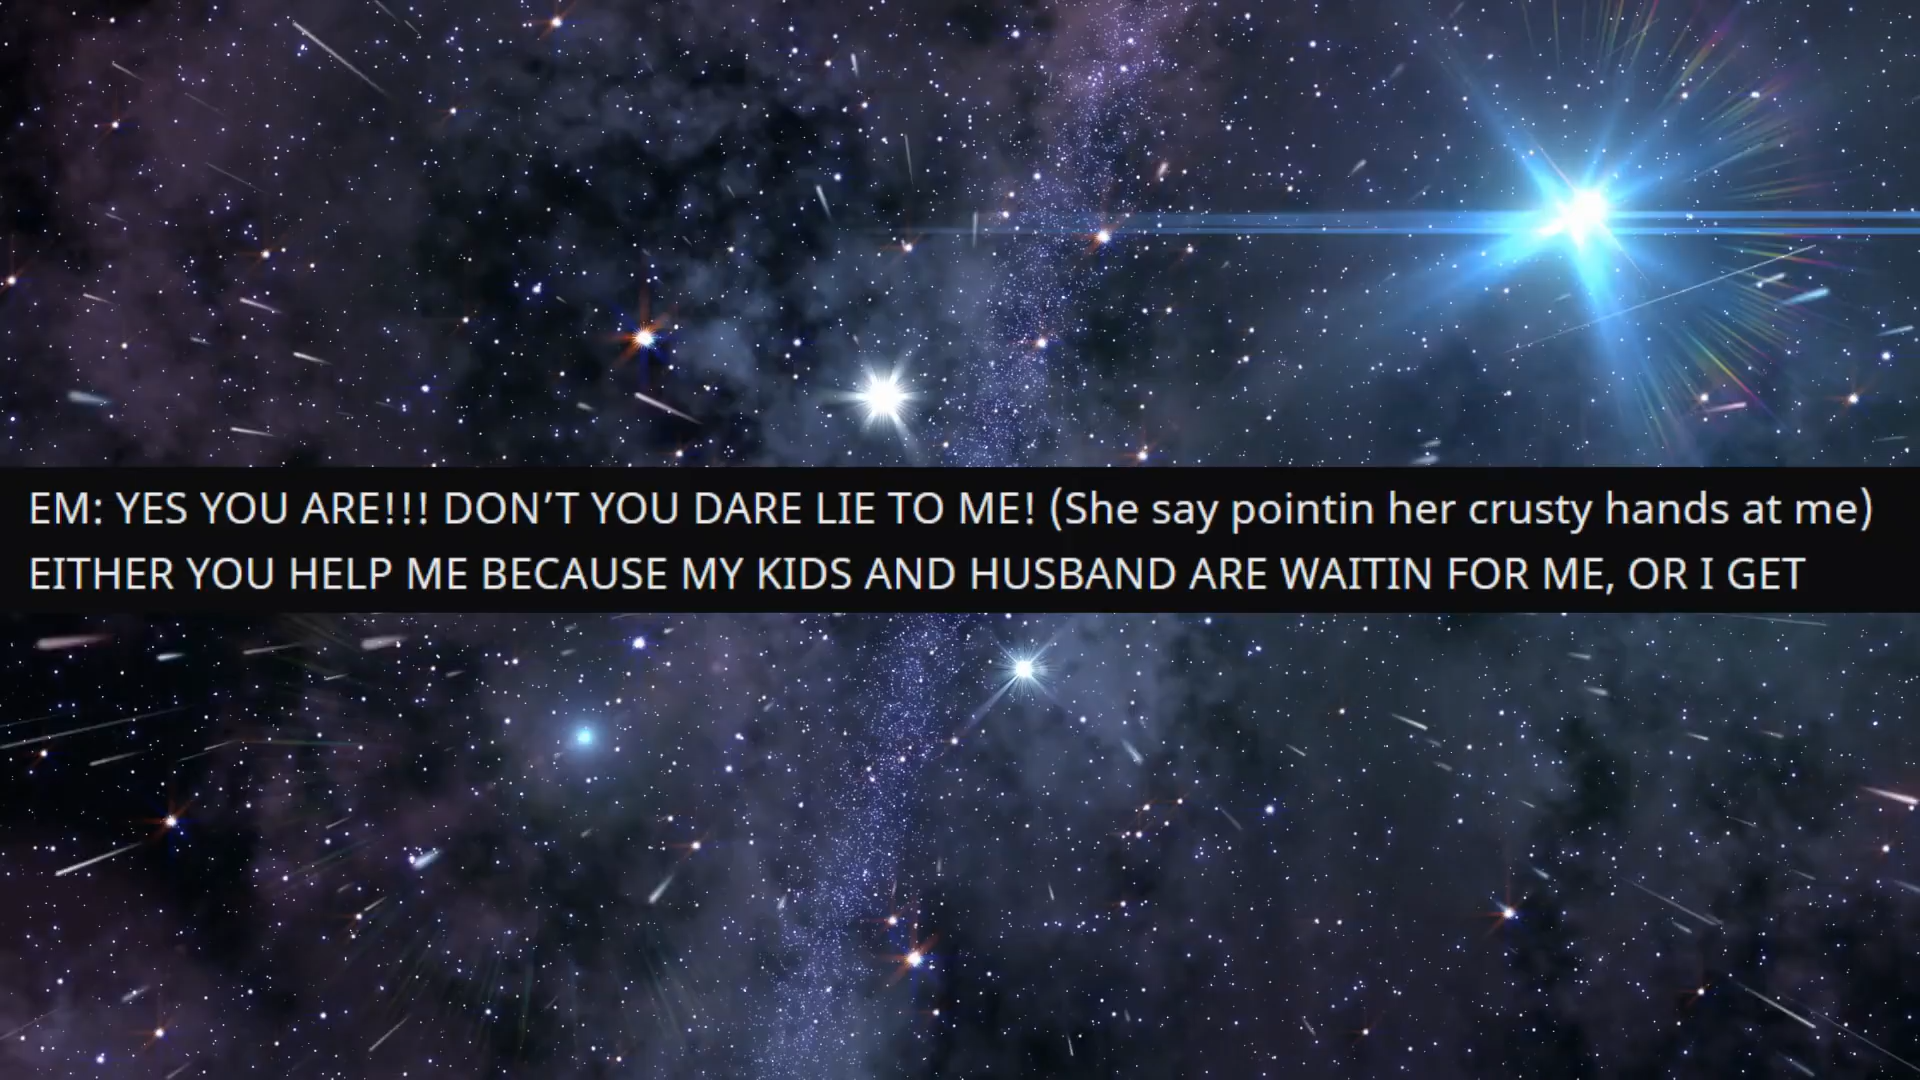 EM: YES YOU ARE!!! DON’T YOU DARE LIE TO ME! (She say pointin her crusty hands at me)
EITHER YOU HELP ME BECAUSE MY KIDS AND HUSBAND ARE WAITIN FOR ME, OR I GET